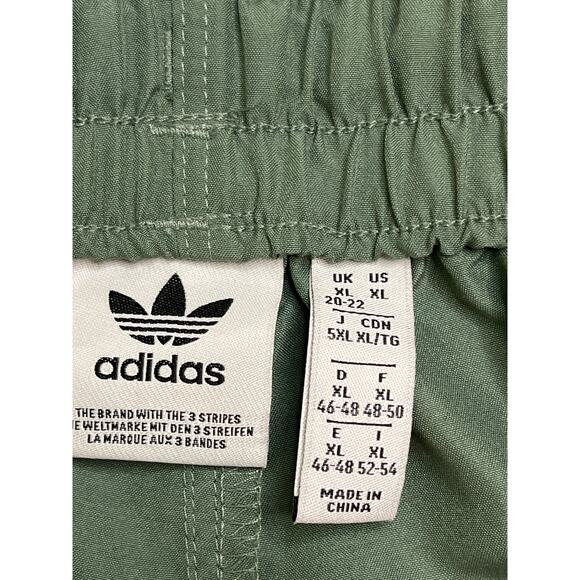 adidas
THE BRAND WITH THE 3 STRIPES
E WELTMARKE MIT DEN 3 STREIFEN
LA MARQUE AUX 3 BANDES
UK US
XL XL
20-22
J CDN
5XL XL/TG
D F
XL XL
46-48 48-50
E I
XL XL
46-48 52-54
MADE IN
CHINA